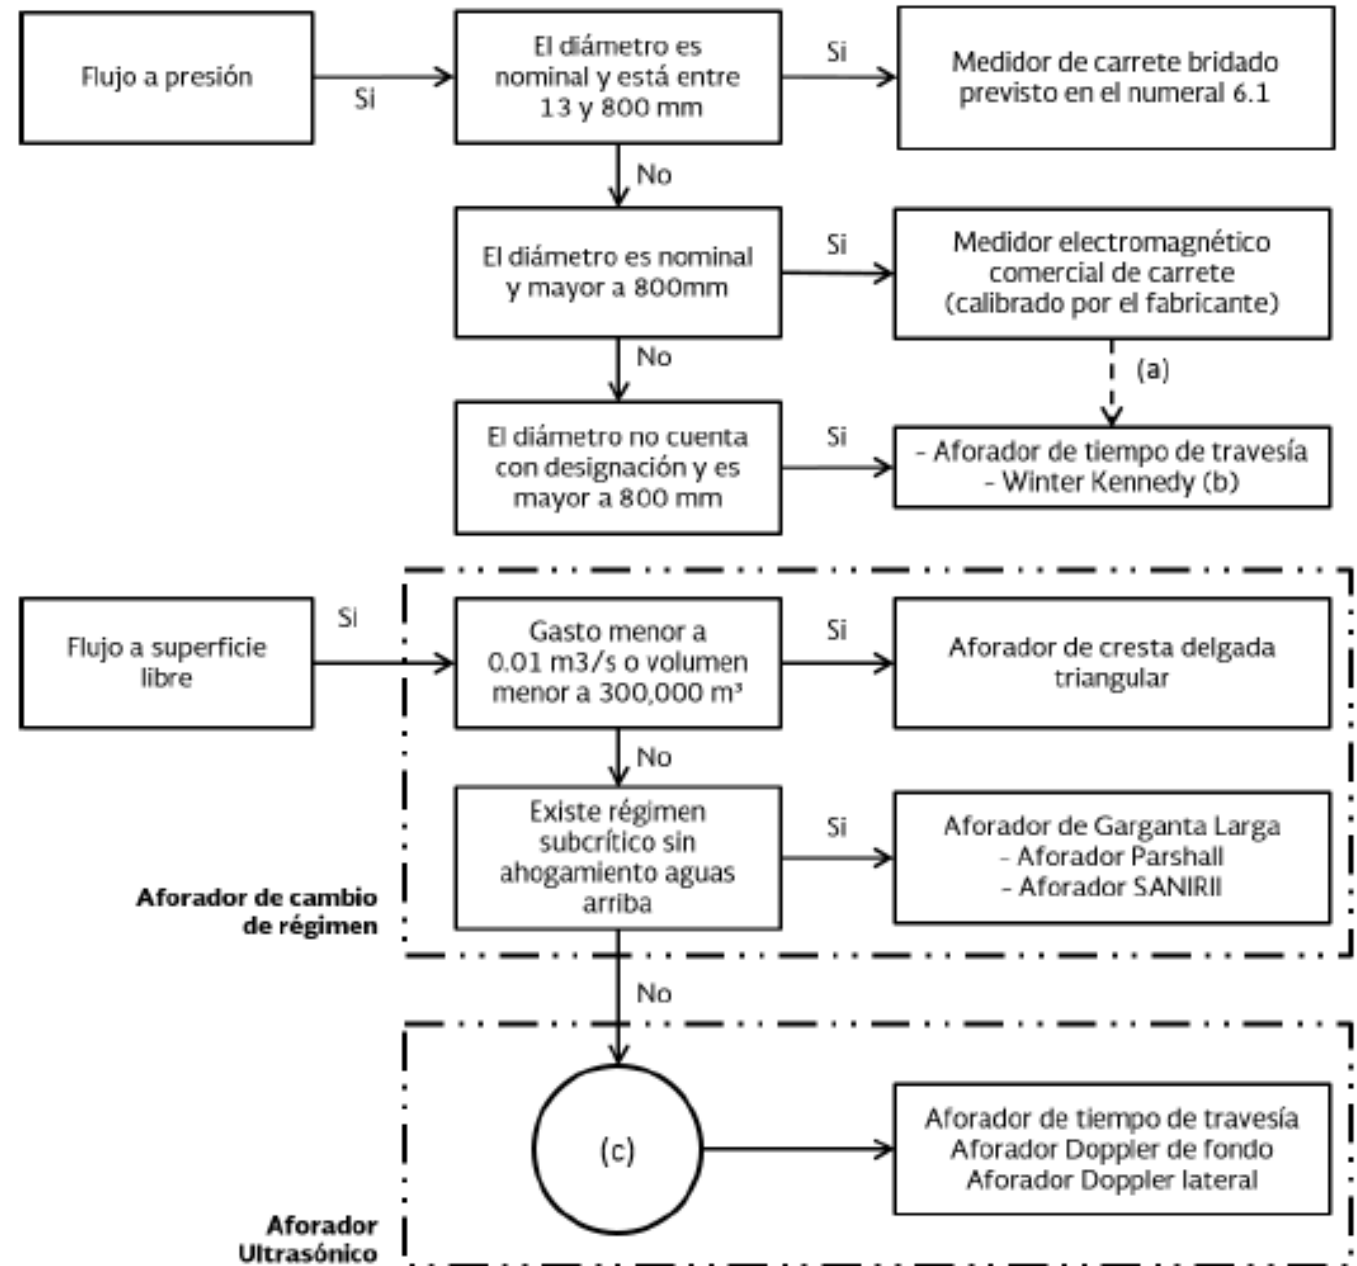 Flujo a presión
Si
El diámetro es
nominal y está entre
13 y 800 mm
Si
Medidor de carrete bridado
previsto en el numeral 6.1
No
El diámetro es nominal
y mayor a 800mm
Si
Medidor electromagnético
comercial de carrete
(calibrado por el fabricante)
No
(a)
El diámetro no cuenta
con designación y es
mayor a 800 mm
Si
- Aforador de tiempo de travesía
- Winter Kennedy (b)
Flujo a superficie
libre
Si
Gasto menor a
0.01 m3/s o volumen
menor a 300,000 m³
Si
Aforador de cresta delgada
triangular
No
Existe régimen
subcrítico sin
ahogamiento aguas
arriba
Si
Aforador de Garganta Larga
- Aforador Parshall
- Aforador SANIRII
Aforador de cambio
de régimen
No
(c)
Aforador de tiempo de travesía
Aforador Doppler de fondo
Aforador Doppler lateral
Aforador
Ultrasónico